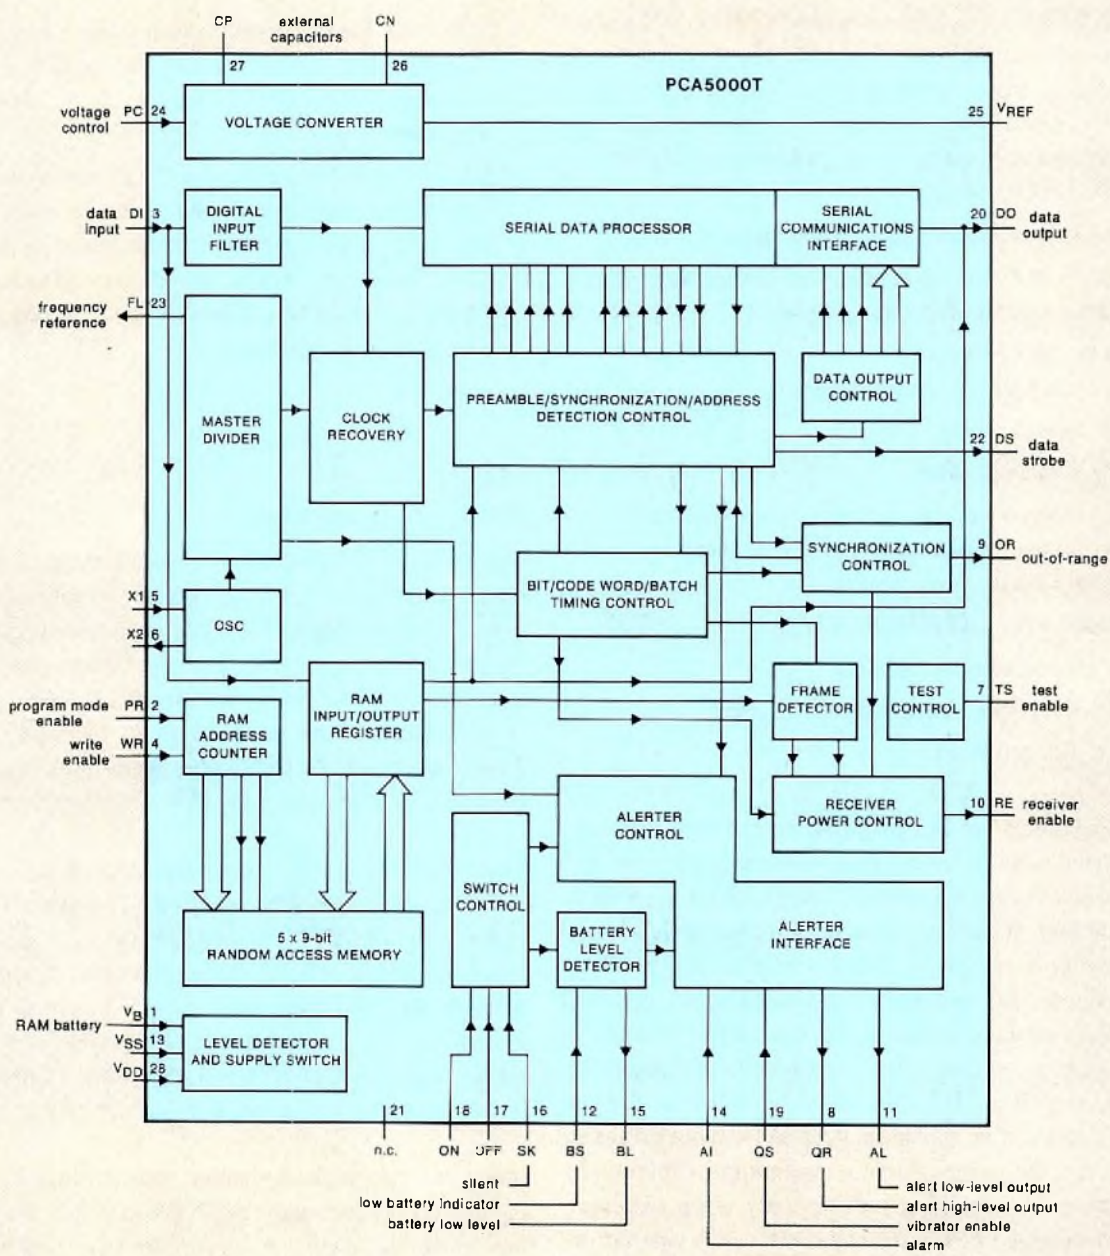 CP external CN
capacitors
27 26
PCA5000T
voltage control PC 24
VOLTAGE CONVERTER
25 VREF
data input DI 3
DIGITAL INPUT FILTER
SERIAL DATA PROCESSOR
SERIAL COMMUNICATIONS INTERFACE
20 DO data output
frequency reference FL 23
MASTER DIVIDER
CLOCK RECOVERY
PREAMBLE/SYNCHRONIZATION/ADDRESS
DETECTION CONTROL
DATA OUTPUT CONTROL
22 DS data strobe
SYNCHRONIZATION CONTROL
9 OR out-of-range
BIT/CODE WORD/BATCH
TIMING CONTROL
X1 5
X2 6
OSC
program mode enable PR 2
write enable WR 4
RAM ADDRESS COUNTER
RAM INPUT/OUTPUT REGISTER
FRAME DETECTOR
TEST CONTROL
7 TS test enable
ALERTER CONTROL
RECEIVER POWER CONTROL
10 RE receiver enable
SWITCH CONTROL
5 x 9-bit
RANDOM ACCESS MEMORY
BATTERY LEVEL DETECTOR
ALERTER INTERFACE
RAM battery VB 1
VSS 13
VDD 28
LEVEL DETECTOR
AND SUPPLY SWITCH
21 18 17 16 12 15 14 19 8 11
n.c. ON OFF SK BS BL AI QS QR AL
silent
low battery indicator
battery low level
alert low-level output
alert high-level output
vibrator enable
alarm